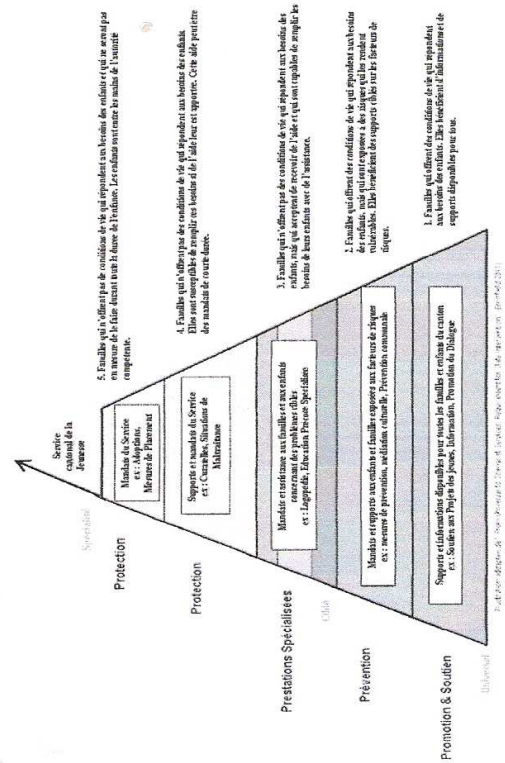 Service
cantonal de la
Jeunesse
Spécialisé
Protection
Mandats du Service
ex : Adoptions,
Mesures de Placement
5. Familles qui n'offrent pas de conditions de vie qui répondent aux besoins des enfants et qui ne seront pas
en mesure de le faire durant toute la durée de l'enfance. Les enfants sont entre les mains de l'autorité
compétente.
Protection
Supports et mandats du Service
ex : Curatelles, Situations de
Maltraitance
4. Familles qui n'offrent pas des conditions de vie qui répondent aux besoins des enfants.
Elles sont susceptibles de remplir ces besoins si de l'aide leur est apportée. Cette aide peut être
des mandats de courte durée.
Prestations Spécialisées
Mandats et assistance aux familles et aux enfants
concernant des problèmes ciblés
ex : Logopédie, Education Précoce Spécialisée
3. Familles qui n'offrent pas des conditions de vie qui répondent aux besoins des
enfants, mais qui acceptent de recevoir de l'aide et qui sont capables de remplir les
besoins de leurs enfants avec de l'assistance.
Ciblé
Prévention
Mandats et supports aux enfants et familles exposées aux facteurs de risques
ex : mesures de prévention, médiation culturelle, Prévention communale
2. Familles qui offrent des conditions de vie qui répondent aux besoins
des enfants, mais qui sont exposées à des risques qui les rendent
vulnérables. Elles bénéficient des supports ciblés sur les facteurs de
risques.
Promotion & Soutien
Supports et informations disponibles pour toutes les familles et enfants du canton
ex : Soutien aux Projets des jeunes, Information, Promotion du Dialogue
1. Familles qui offrent des conditions de vie qui répondent
aux besoins des enfants. Elles bénéficient d'informations et de
supports disponibles pour tous.
Universel